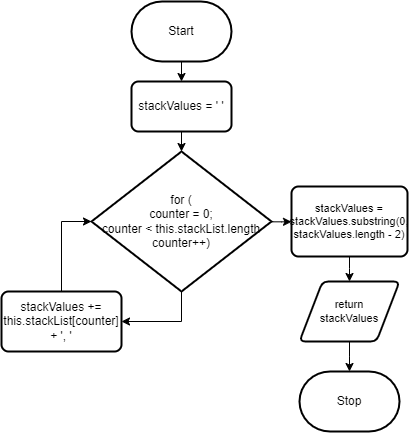 Start
stackValues = ' '
for (
counter = 0;
counter < this.stackList.length
counter++)
stackValues =
stackValues.substring(0
stackValues.length - 2)
stackValues +=
this.stackList[counter]
+ ', '
return
stackValues
Stop